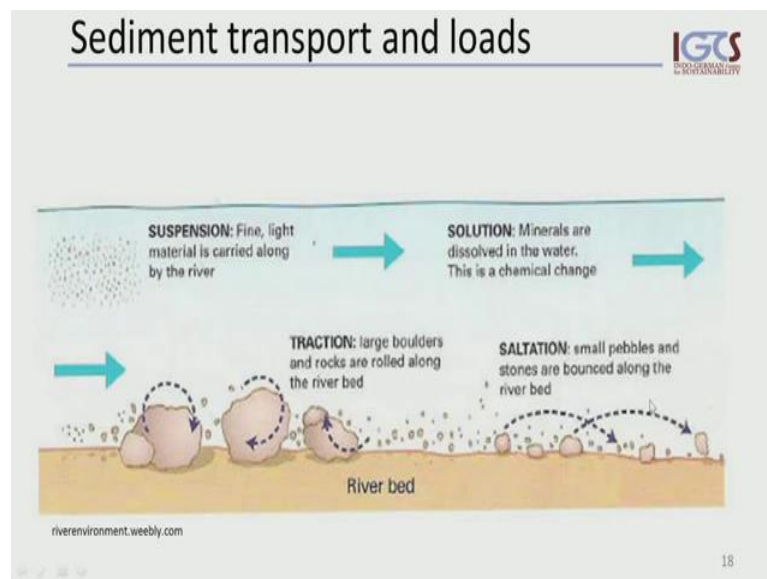 Sediment transport and loads
IGCS
INDO-GERMAN Centre
for SUSTAINABILITY
SUSPENSION: Fine, light
material is carried along
by the river
SOLUTION: Minerals are
dissolved in the water.
This is a chemical change
TRACTION: large boulders
and rocks are rolled along
the river bed
SALTATION: small pebbles and
stones are bounced along the
river bed
River bed
riverenvironment.weebly.com
18